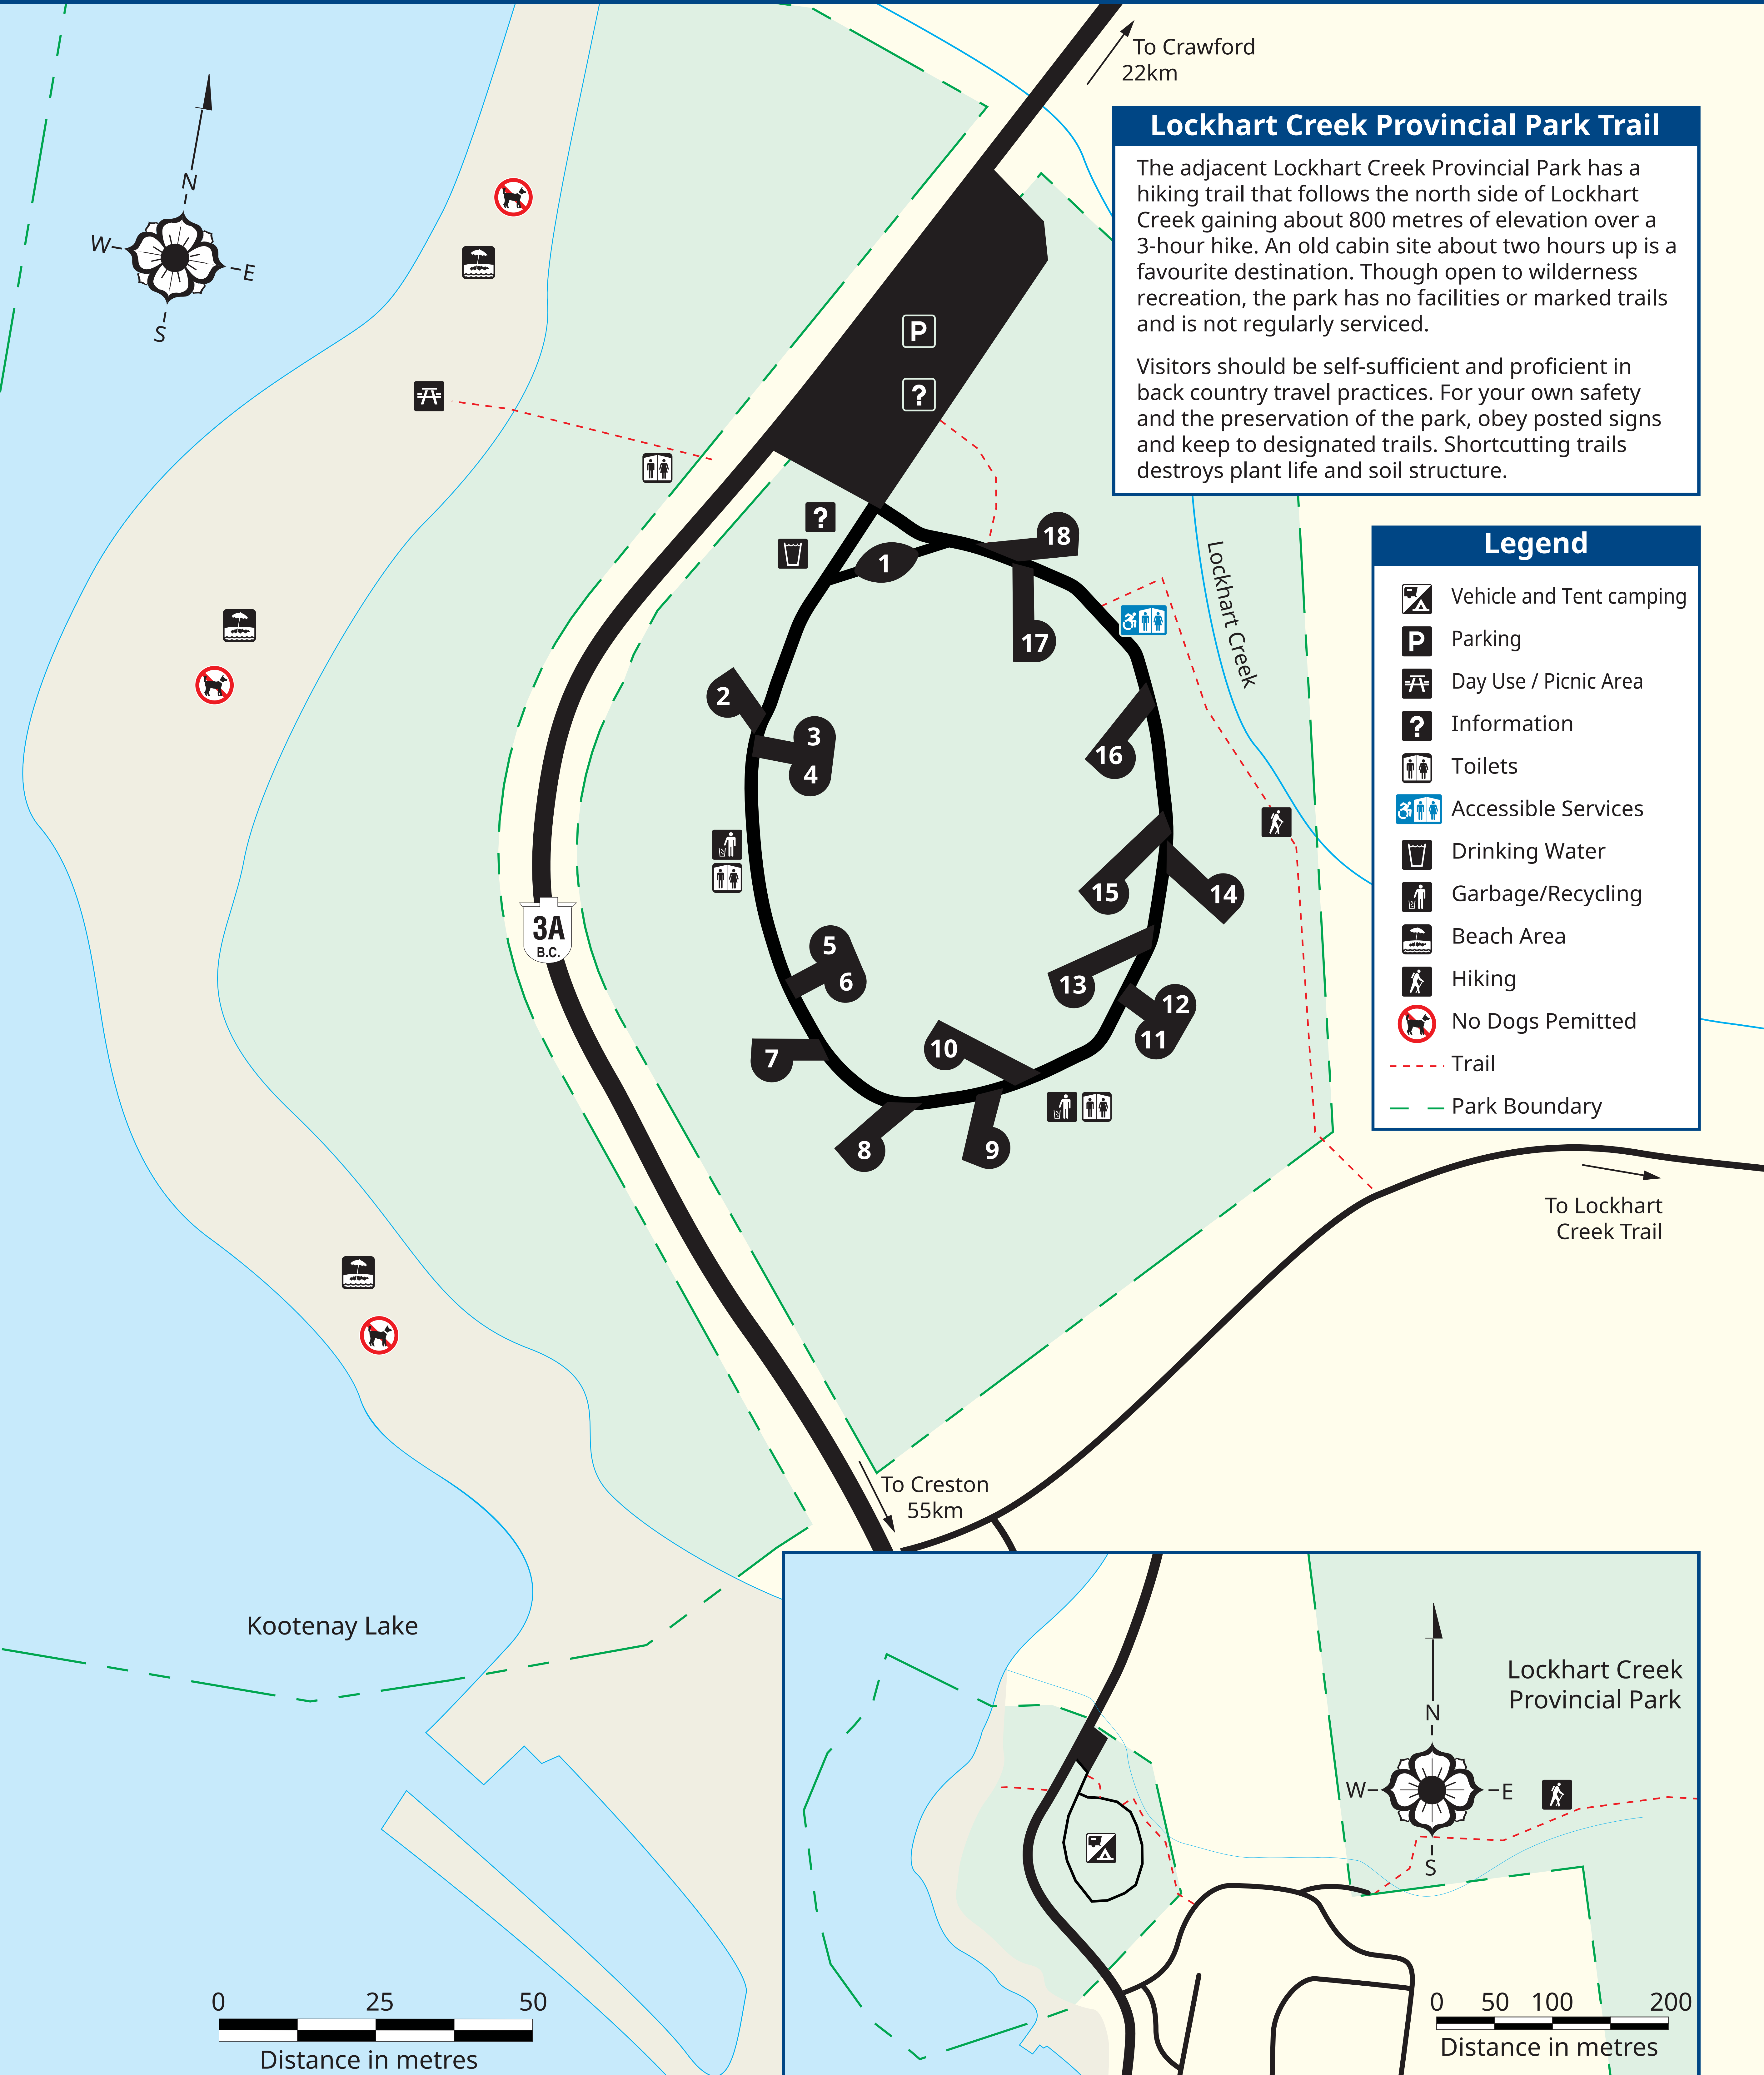 To Crawford
22km
N
W
E
S
Lockhart Creek Provincial Park Trail
The adjacent Lockhart Creek Provincial Park has a
hiking trail that follows the north side of Lockhart
Creek gaining about 800 metres of elevation over a
3-hour hike. An old cabin site about two hours up is a
favourite destination. Though open to wilderness
recreation, the park has no facilities or marked trails
and is not regularly serviced.
Visitors should be self-sufficient and proficient in
back country travel practices. For your own safety
and the preservation of the park, obey posted signs
and keep to designated trails. Shortcutting trails
destroys plant life and soil structure.
P
?
?
1
18
17
2
3
4
16
15
14
5
6
13
12
11
10
7
8
9
Lockhart Creek
3A
B.C.
Legend
Vehicle and Tent camping
P Parking
Day Use / Picnic Area
? Information
Toilets
Accessible Services
Drinking Water
Garbage/Recycling
Beach Area
Hiking
No Dogs Pemitted
Trail
Park Boundary
To Lockhart
Creek Trail
To Creston
55km
Kootenay Lake
0 25 50
Distance in metres
Lockhart Creek
Provincial Park
N
W
E
S
0 50 100 200
Distance in metres